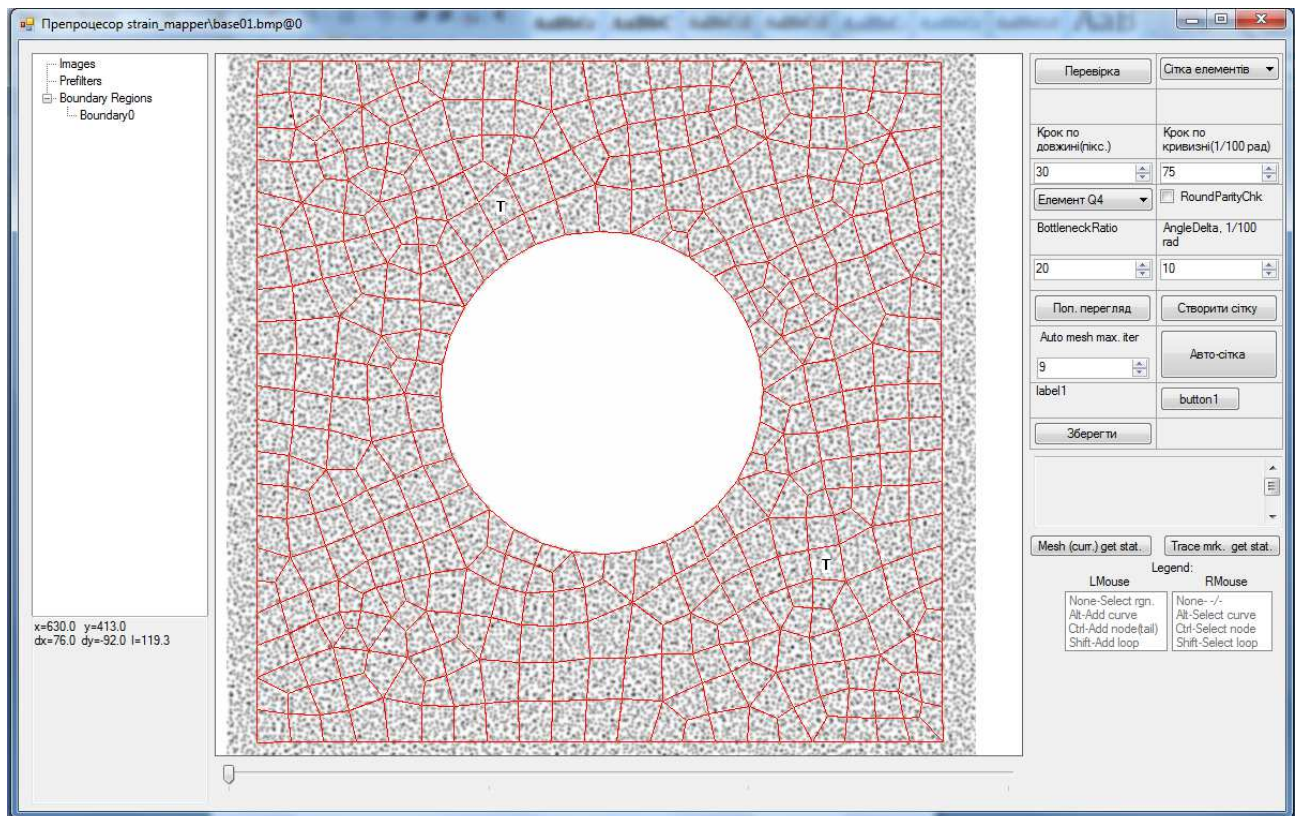 Препроцесор strain_mapper\base01.bmp@0
Images
Prefilters
Boundary Regions
Boundary0
x=630.0 y=413.0
dx=76.0 dy=-92.0 l=119.3
T
T
Перевірка
Сітка елементів
Крок по
довжині(пікс.)
Крок по
кривизні(1/100 рад)
30
75
Елемент Q4
RoundParityChk
BottleneckRatio
AngleDelta, 1/100
rad
20
10
Поп. перегляд
Створити сітку
Auto mesh max. iter
9
Авто-сітка
label1
button1
Зберегти
Mesh (curr.) get stat.
Trace mrk. get stat.
Legend:
LMouse
RMouse
None-Select rgn.
Alt-Add curve
Ctrl-Add node(tail)
Shift-Add loop
None- -/-
Alt-Select curve
Ctrl-Select node
Shift-Select loop